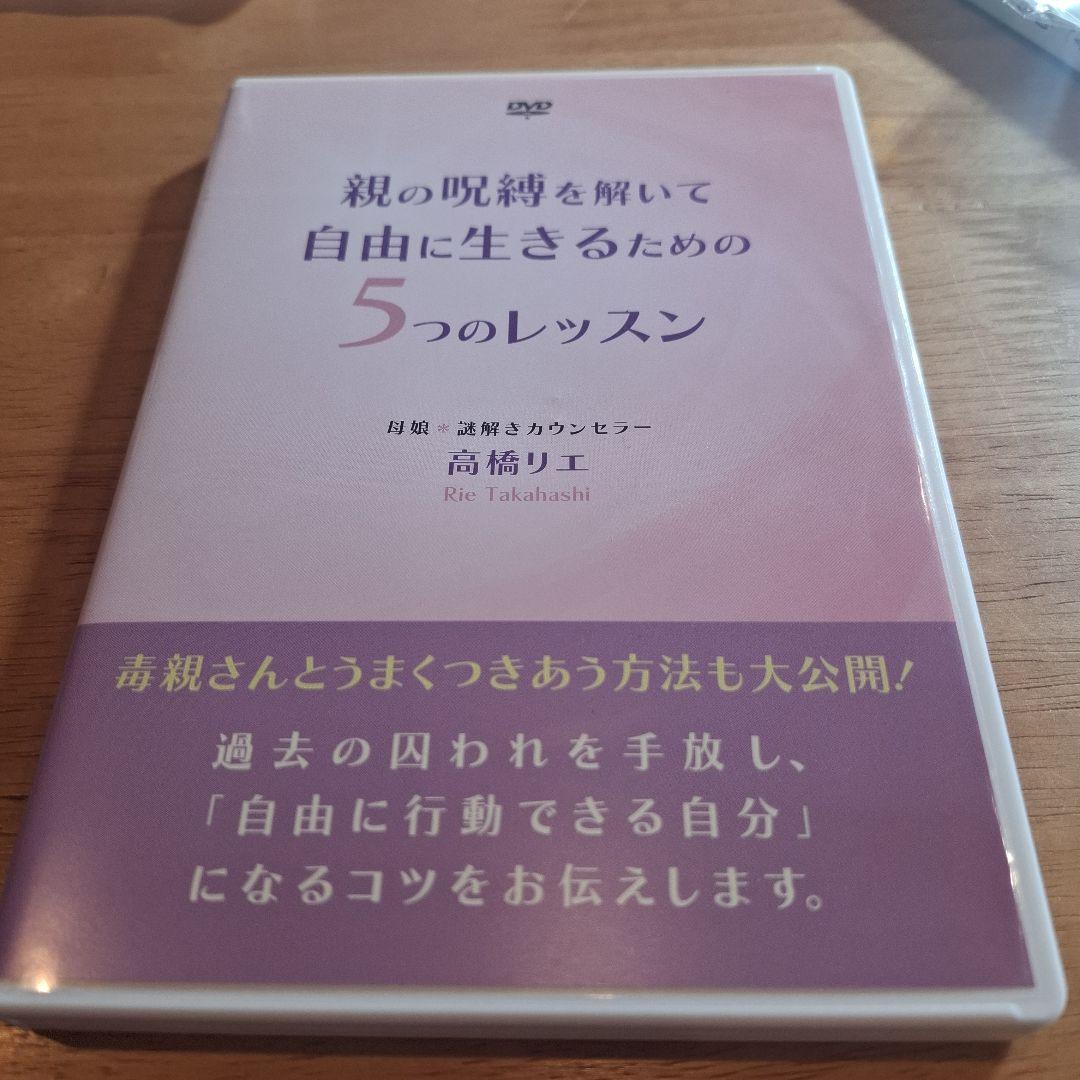 DVD
親の呪縛を解いて
自由に生きるための
5つのレッスン
母娘*謎解きカウンセラー
高橋リエ
Rie Takahashi
毒親さんとうまくつきあう方法も大公開!
過去の囚われを手放し、
「自由に行動できる自分」
になるコツをお伝えします。